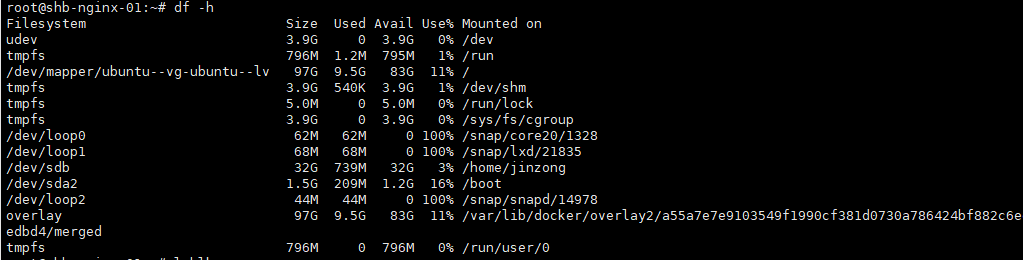 root@shb-nginx-01:~# df -h
Filesystem                         Size  Used Avail Use% Mounted on
udev                               3.9G     0  3.9G   0% /dev
tmpfs                              796M  1.2M  795M   1% /run
/dev/mapper/ubuntu--vg-ubuntu--lv   97G  9.5G   83G  11% /
tmpfs                              3.9G  540K  3.9G   1% /dev/shm
tmpfs                              5.0M     0  5.0M   0% /run/lock
tmpfs                              3.9G     0  3.9G   0% /sys/fs/cgroup
/dev/loop0                          62M   62M     0 100% /snap/core20/1328
/dev/loop1                          68M   68M     0 100% /snap/lxd/21835
/dev/sdb                            32G  739M   32G   3% /home/jinzong
/dev/sda2                          1.5G  209M  1.2G  16% /boot
/dev/loop2                          44M   44M     0 100% /snap/snapd/14978
overlay                             97G  9.5G   83G  11% /var/lib/docker/overlay2/a55a7e7e9103549f1990cf381d0730a786424bf882c6e
edbd4/merged
tmpfs                              796M     0  796M   0% /run/user/0